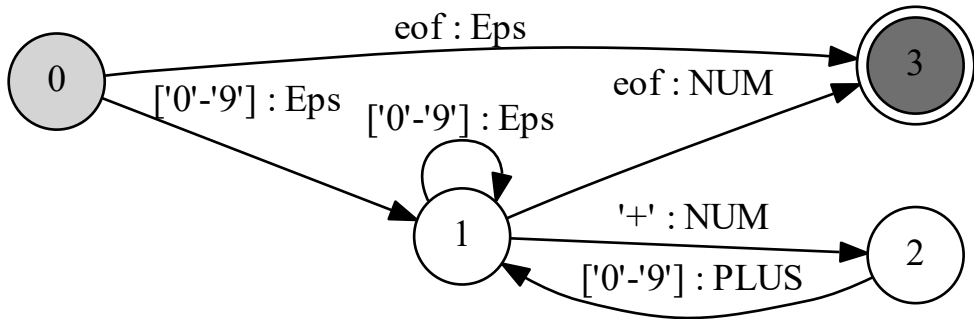 eof : Eps
3
0
['0'-'9'] : Eps
eof : NUM
['0'-'9'] : Eps
1
'+' : NUM
2
['0'-'9'] : PLUS